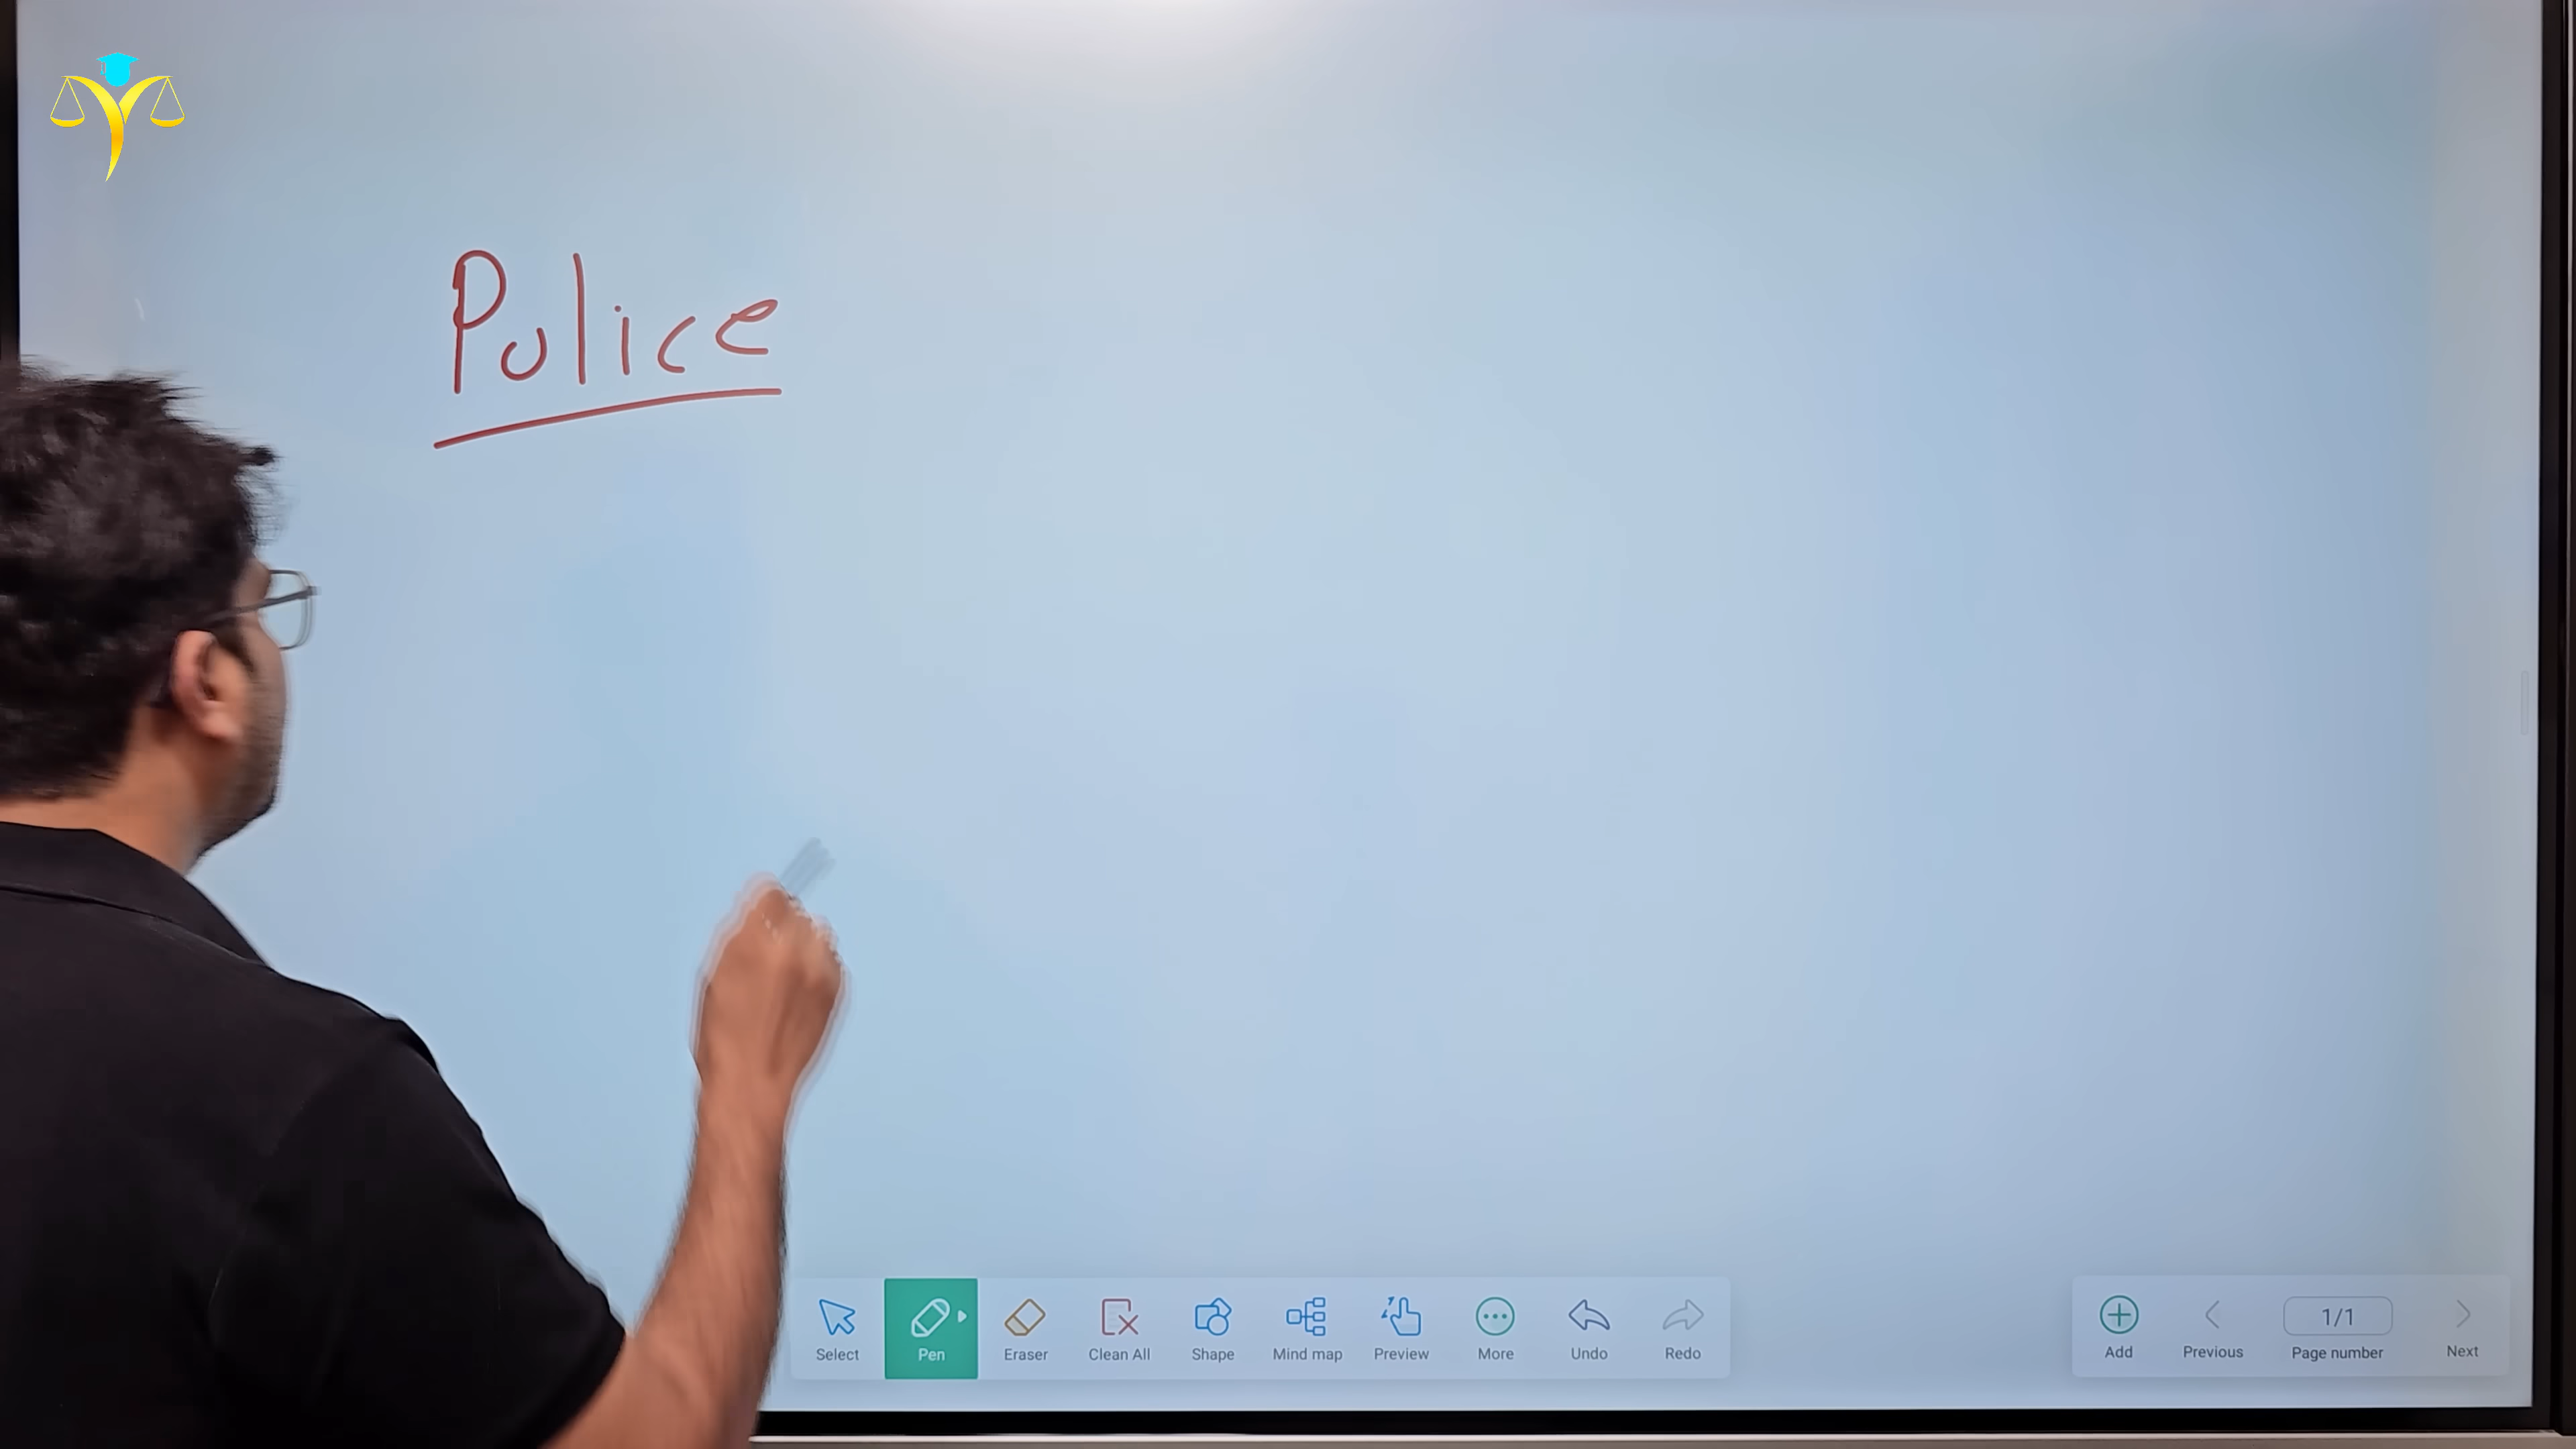 Police
Select
Pen
Eraser
Clean All
Shape
Mind map
Preview
More
Undo
Redo
Add
Previous
1/1
Page number
Next